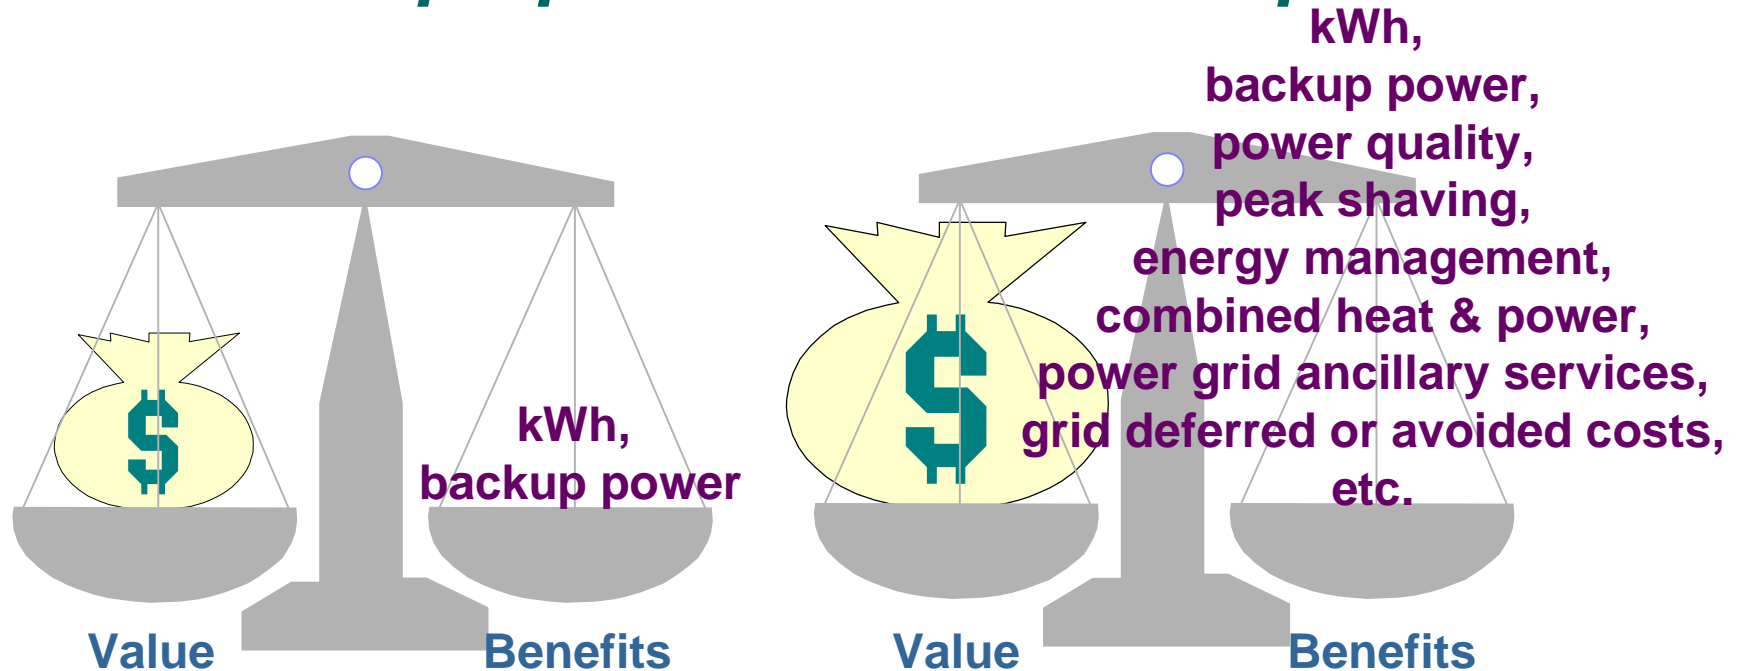 kWh,
backup power
Value
Benefits
kWh,
backup power,
power quality,
peak shaving,
energy management,
combined heat & power,
power grid ancillary services,
grid deferred or avoided costs,
etc.
Value
Benefits
$
$